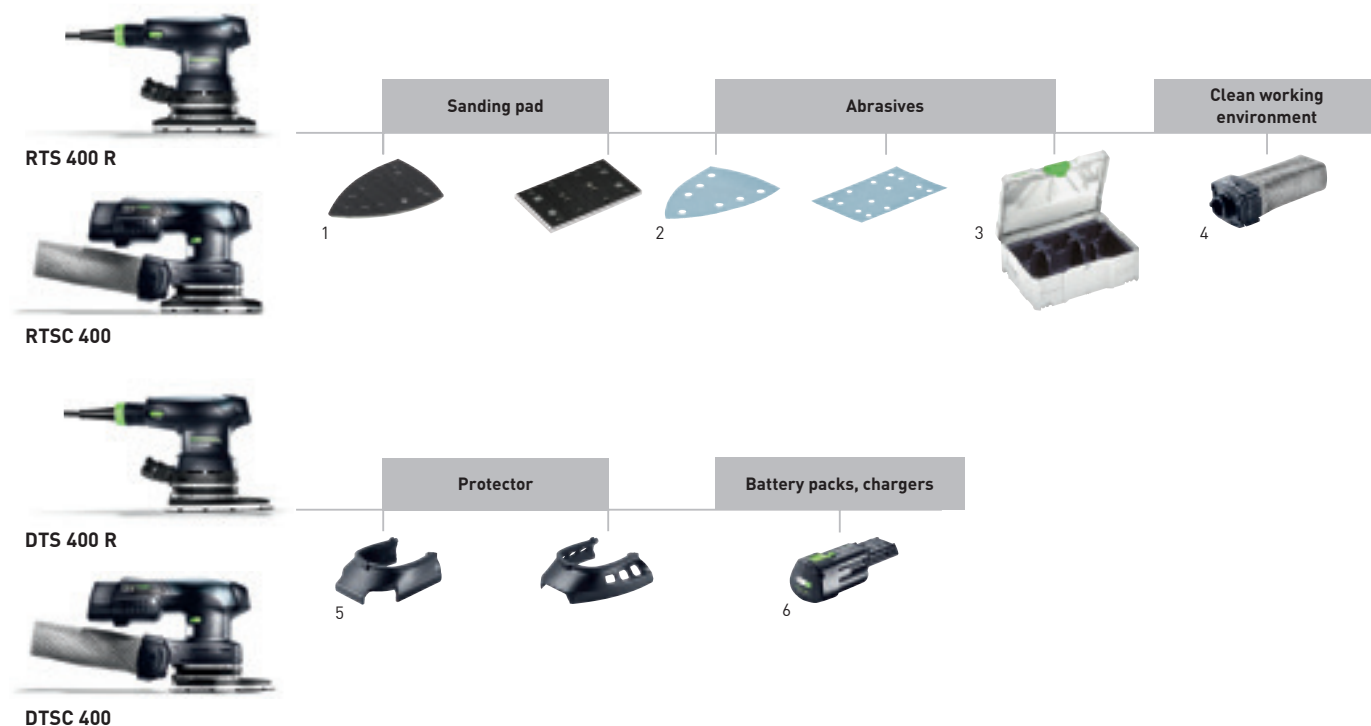 RTS 400 R
RTSC 400
Sanding pad
Abrasives
Clean working
environment
1
2
3
4
DTS 400 R
DTSC 400
Protector
Battery packs, chargers
5
6